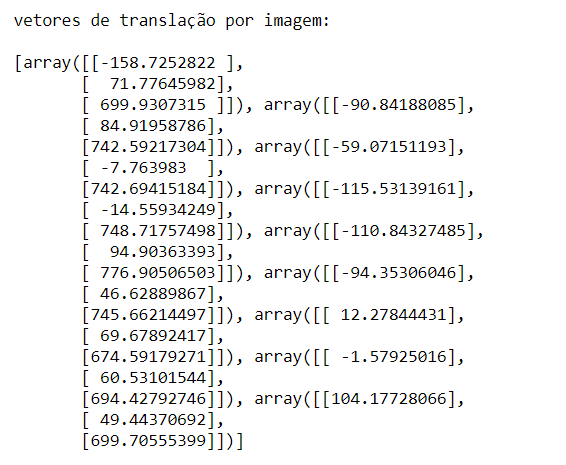 vetores de translação por imagem:
[array([[-158.7252822 ],
[  71.77645982],
[ 699.9307315 ]]), array([[-90.84188085],
[ 84.91958786],
[742.59217304]]), array([[-59.07151193],
[ -7.763983  ],
[742.69415184]]), array([[-115.53139161],
[ -14.55934249],
[ 748.71757498]]), array([[-110.84327485],
[  94.90363393],
[ 776.90506503]]), array([[-94.35306046],
[ 46.62889867],
[745.66214497]]), array([[ 12.27844431],
[ 69.67892417],
[674.59179271]]), array([[ -1.57925016],
[ 60.53101544],
[694.42792746]]), array([[104.17728066],
[ 49.44370692],
[699.70555399]])]